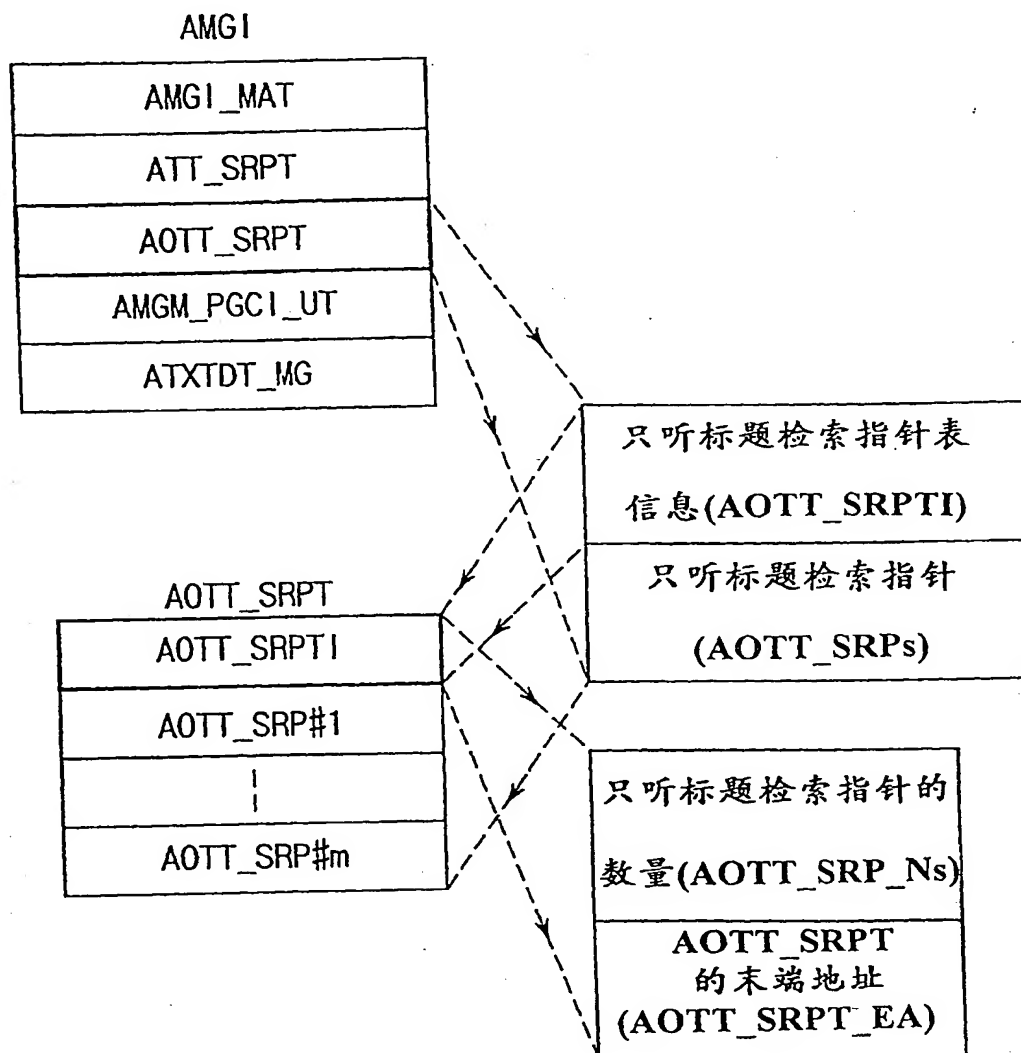 AMGI
AMGI_MAT
ATT_SRPT
AOTT_SRPT
AMGM_PGCI_UT
ATXTDT_MG
只听标题检索指针表
信息(AOTT_SRPTI)
只听标题检索指针
(AOTT_SRPs)
AOTT_SRPT
AOTT_SRPTI
AOTT_SRP#1
AOTT_SRP#m
只听标题检索指针的
数量(AOTT_SRP_Ns)
AOTT_SRPT
的末端地址
(AOTT_SRPT_EA)